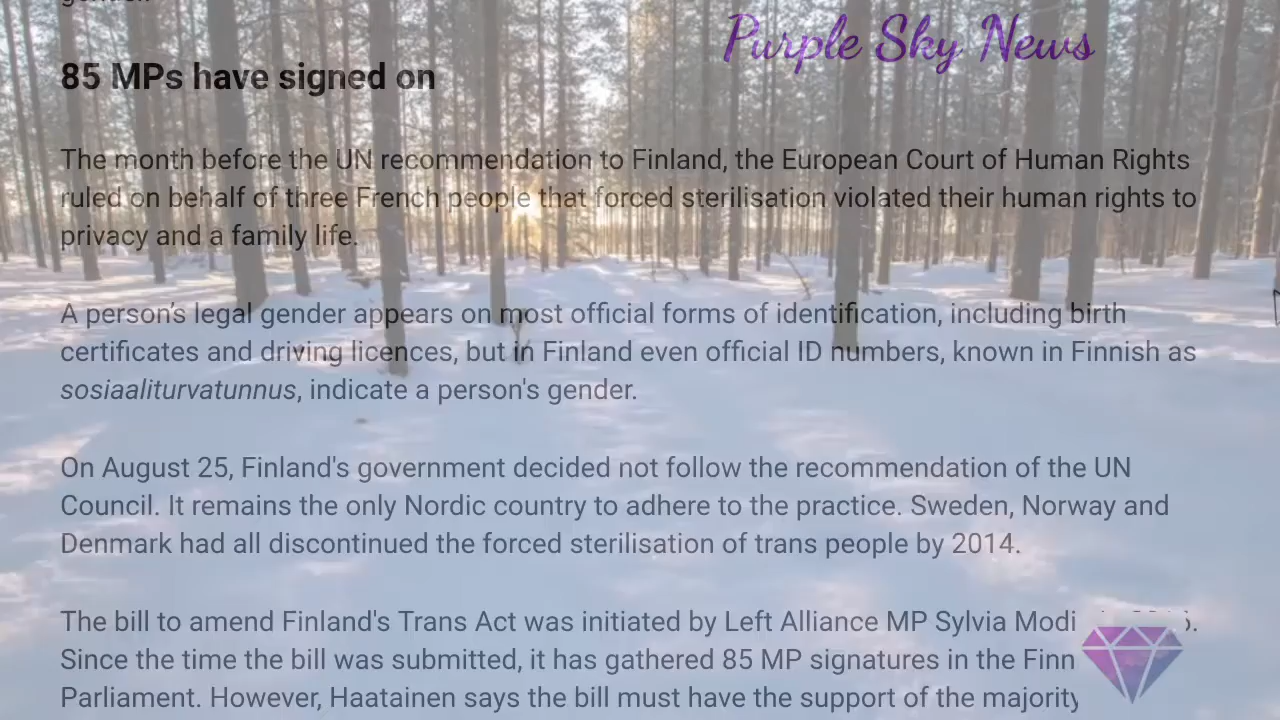 Purple Sky News
85 MPs have signed on
The month before the UN recommendation to Finland, the European Court of Human Rights
ruled on behalf of three French people that forced sterilisation violated their human rights to
privacy and a family life.
A person's legal gender appears on most official forms of identification, including birth
certificates and driving licences, but in Finland even official ID numbers, known in Finnish as
sosiaaliturvatunnus, indicate a person's gender.
On August 25, Finland's government decided not follow the recommendation of the UN
Council. It remains the only Nordic country to adhere to the practice. Sweden, Norway and
Denmark had all discontinued the forced sterilisation of trans people by 2014.
The bill to amend Finland's Trans Act was initiated by Left Alliance MP Sylvia Modi
Since the time the bill was submitted, it has gathered 85 MP signatures in the Finn
Parliament. However, Haatainen says the bill must have the support of the majority